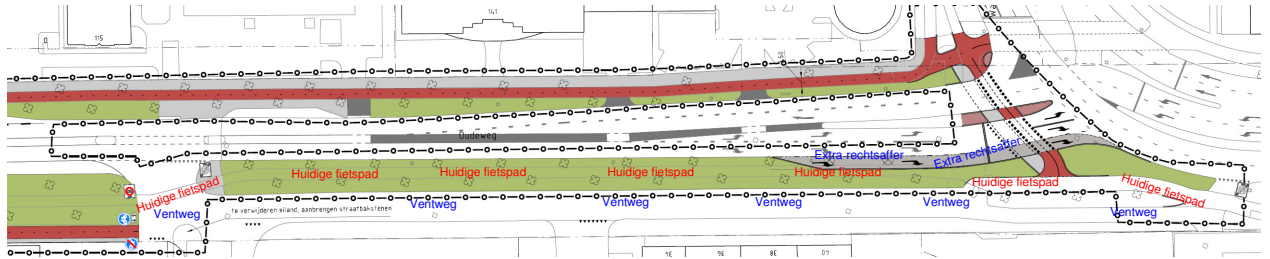 141
115
50
Oudeweg
Extra rechtsaffer
Extra rechtsaffer
Huidige fietspad
Huidige fietspad
Huidige fietspad
Huidige fietspad
Huidige fietspad
Huidige fietspad
Huidige fietspad
Ventweg
Ventweg
Ventweg
Ventweg
Ventweg
Ventweg
te verwijderen eiland, aanbrengen straatbakstenen